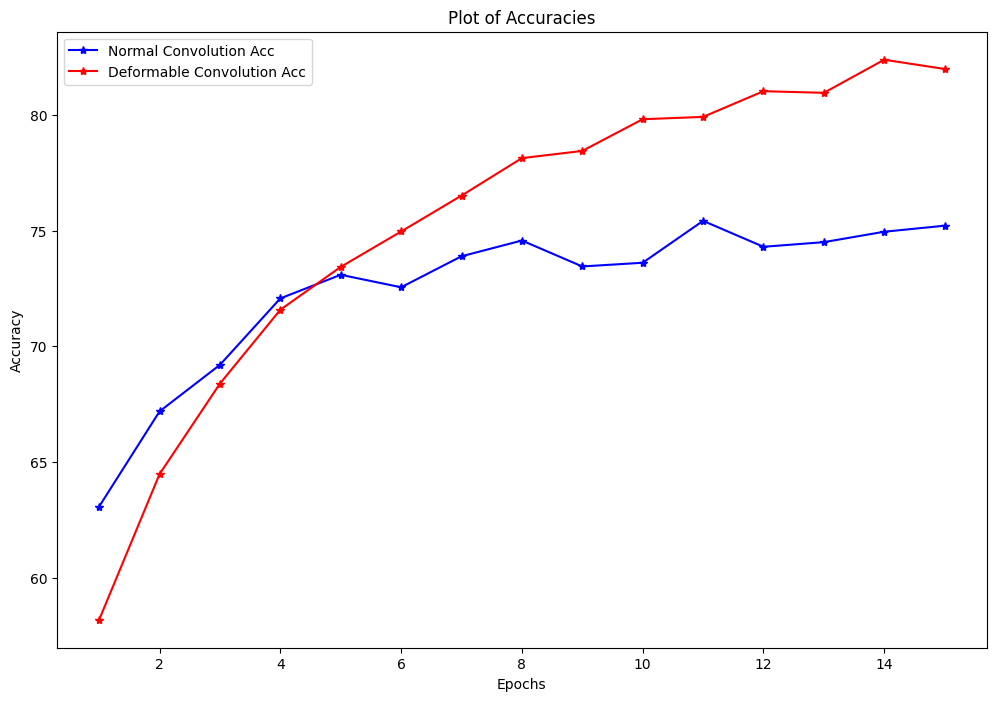 Plot of Accuracies
Normal Convolution Acc
Deformable Convolution Acc
80
75
70
65
60
Accuracy
2 4 6 8 10 12 14
Epochs